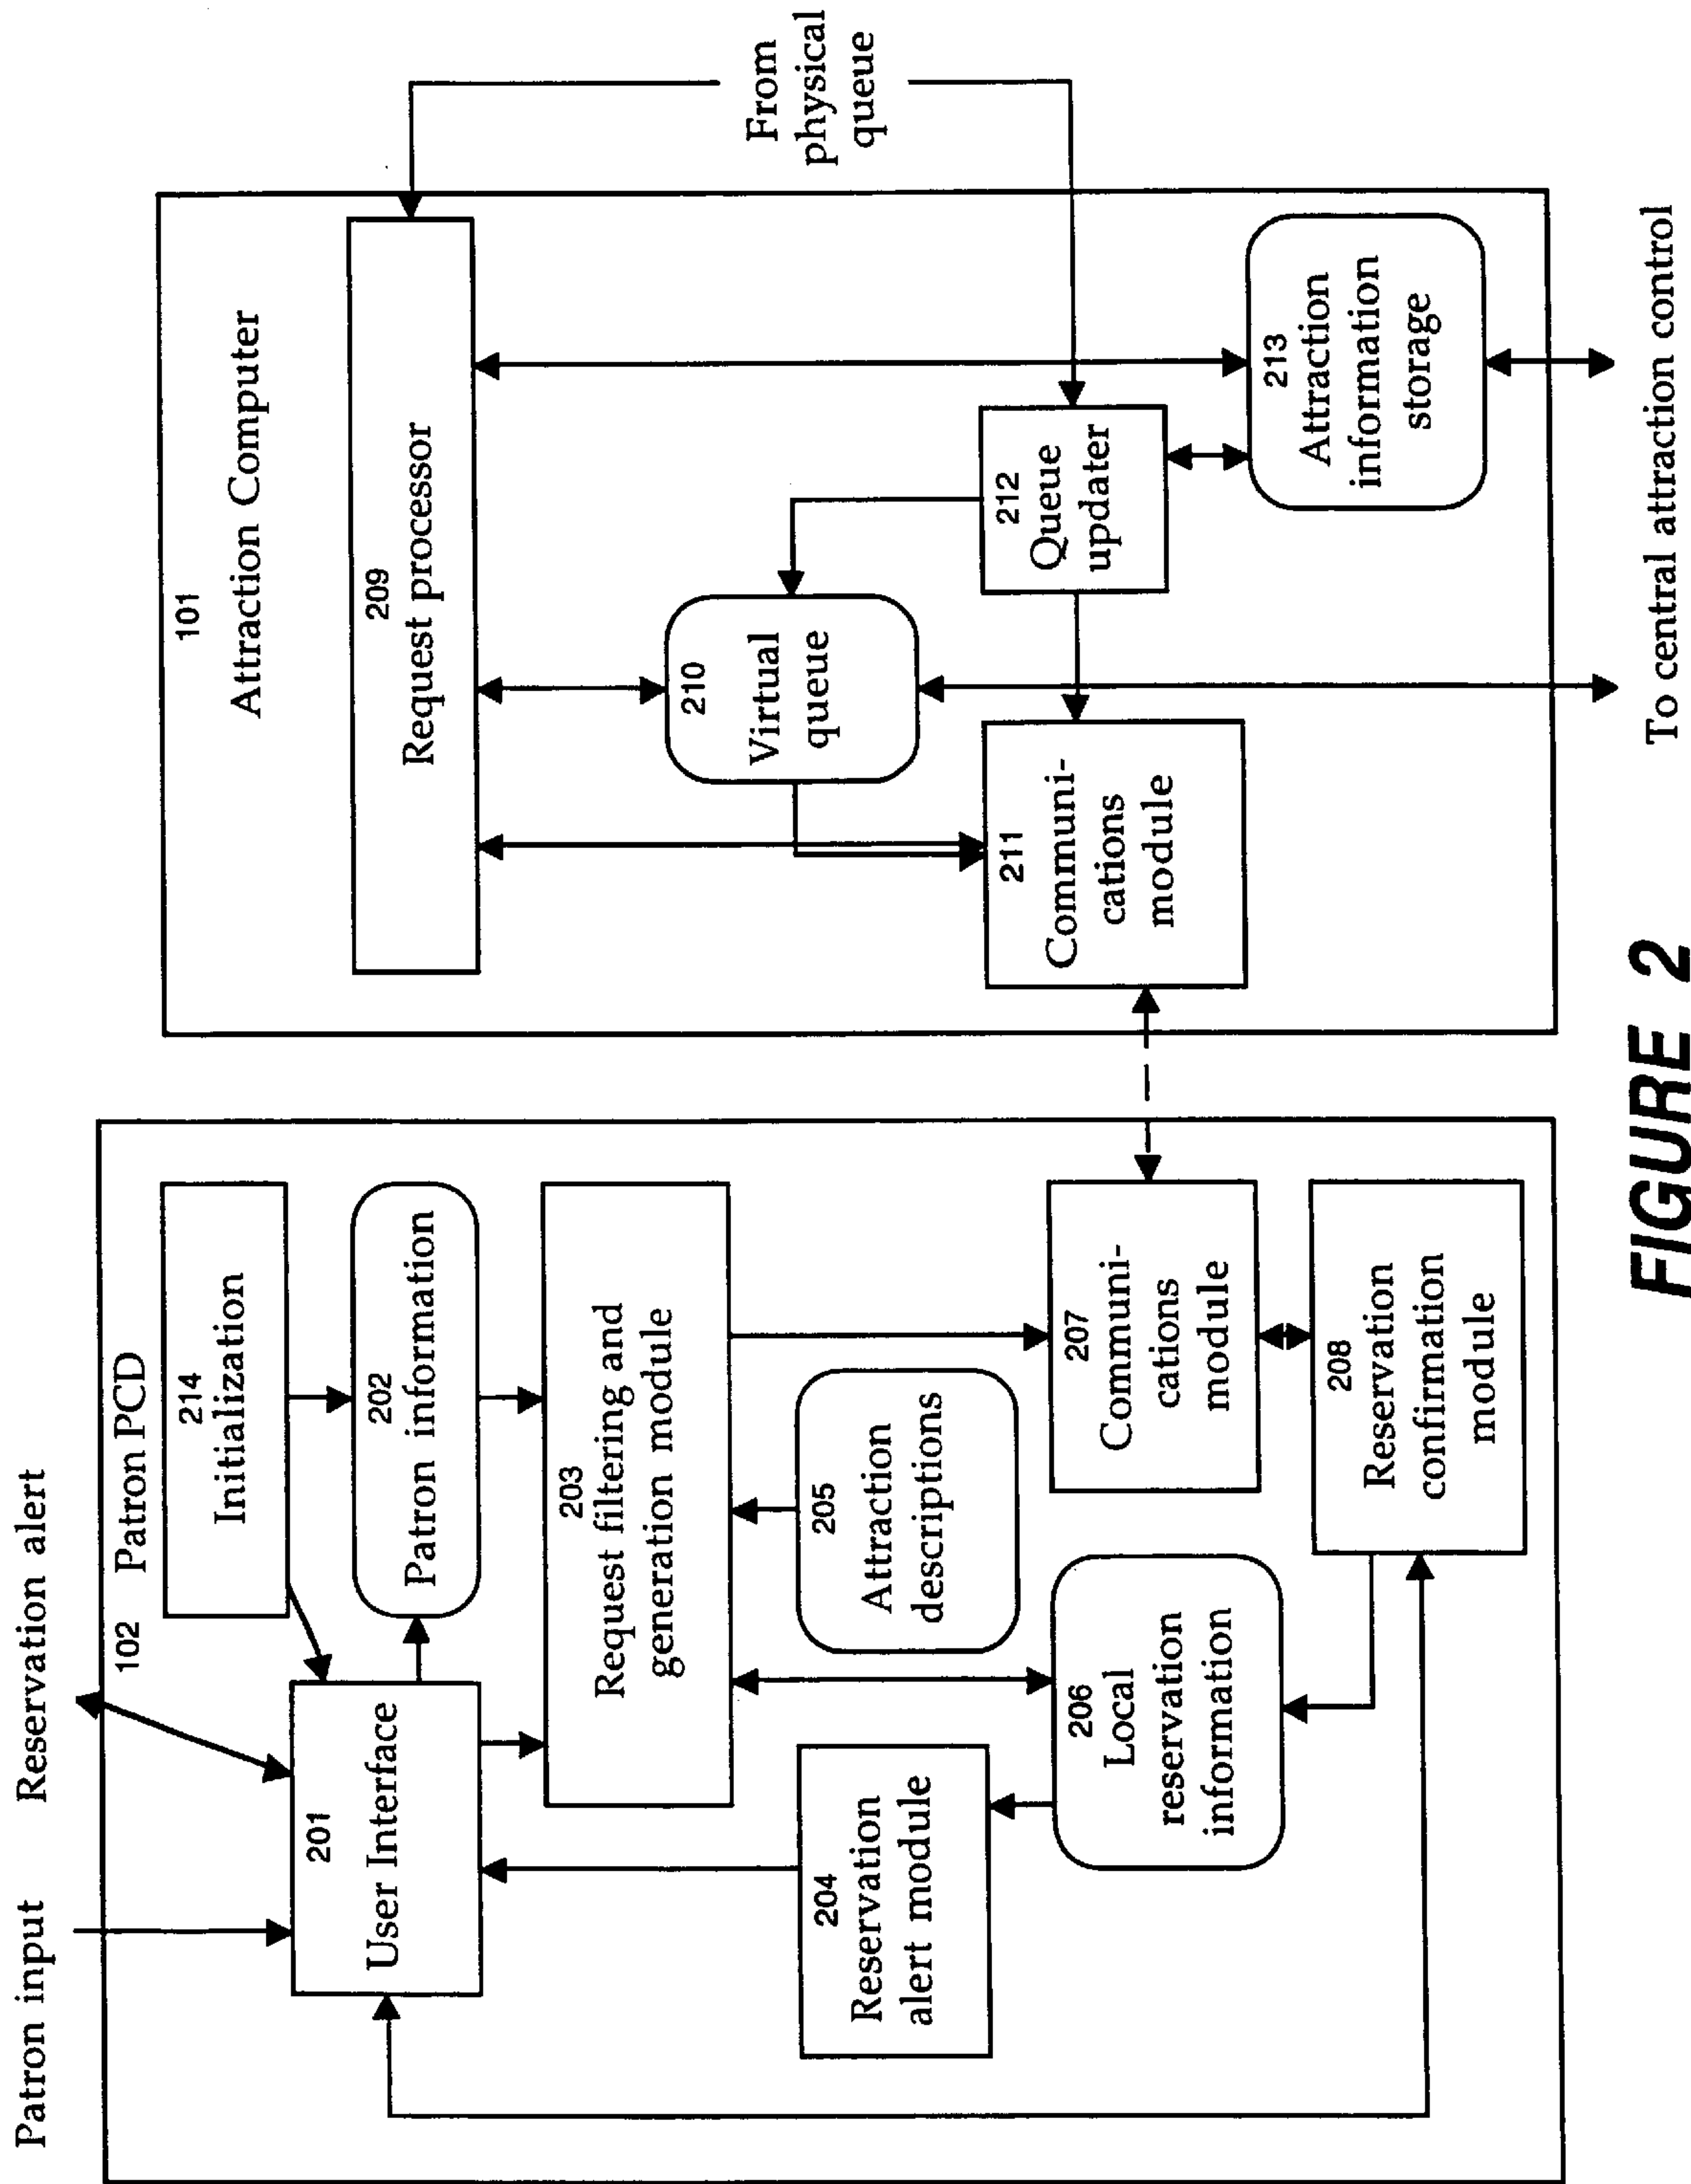 Patron input
Reservation alert
102
Patron PCD
214
Initialization
201
User Interface
202
Patron information
203
Request filtering and
generation module
204
Reservation
alert module
205
Attraction
descriptions
206
Local
reservation
information
207
Communi-
cations
module
208
Reservation
confirmation
module
101
Attraction Computer
209
Request processor
210
Virtual
queue
211
Communi-
cations
module
212
Queue
updater
213
Attraction
information
storage
From
physical
queue
To central attraction control
FIGURE 2